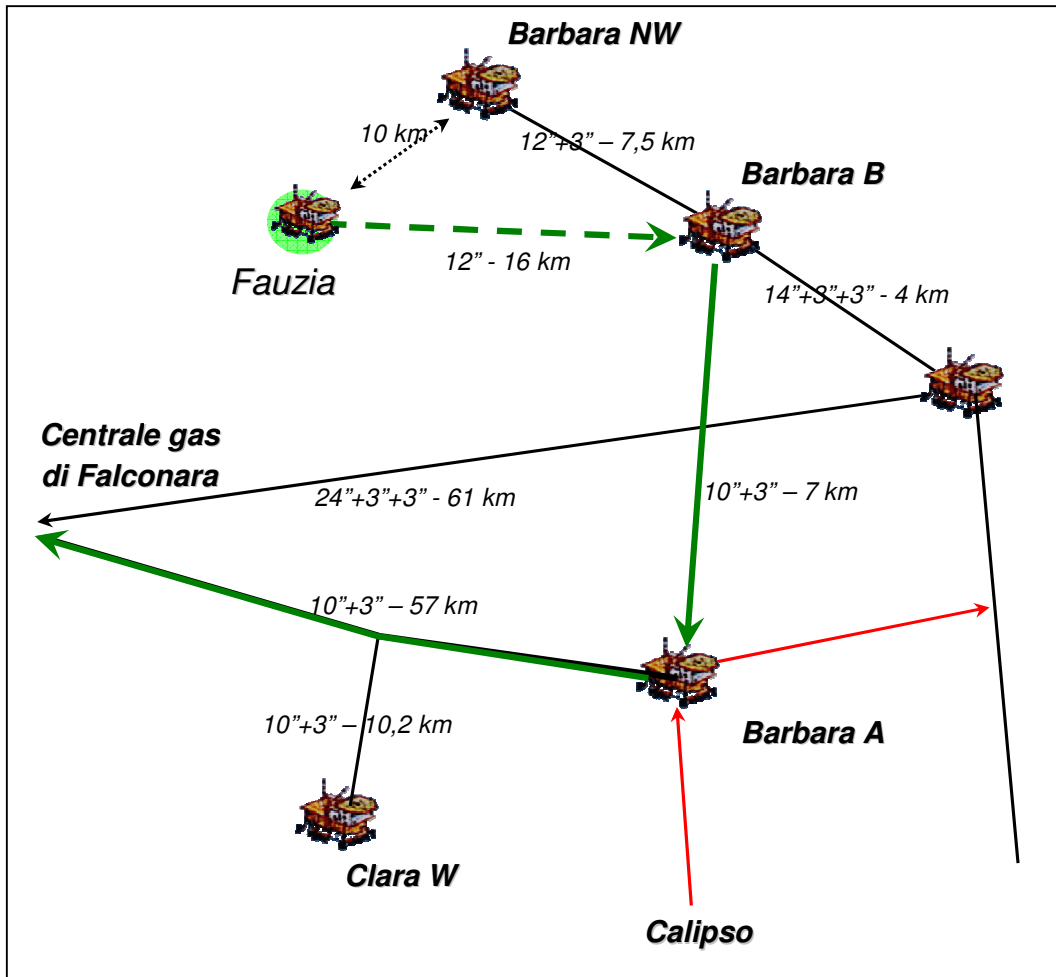 Barbara NW
10 km
12”+3” – 7,5 km
Barbara B
12” - 16 km
Fauzia
14”+3”+3” - 4 km
Centrale gas
di Falconara
24”+3”+3” - 61 km
10”+3” – 7 km
10”+3” – 57 km
10”+3” – 10,2 km
Barbara A
Clara W
Calipso